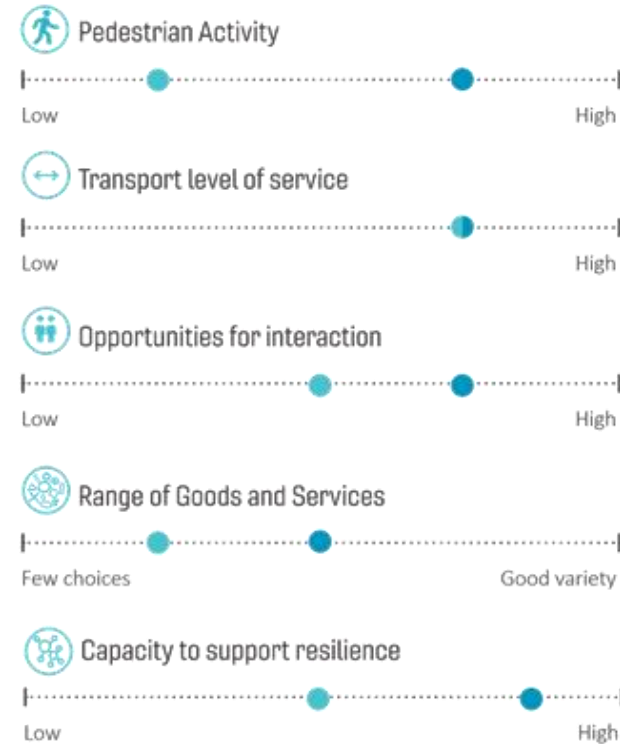 Pedestrian Activity
Low High
Transport level of service
Low High
Opportunities for interaction
Low High
Range of Goods and Services
Few choices Good variety
Capacity to support resilience
Low High